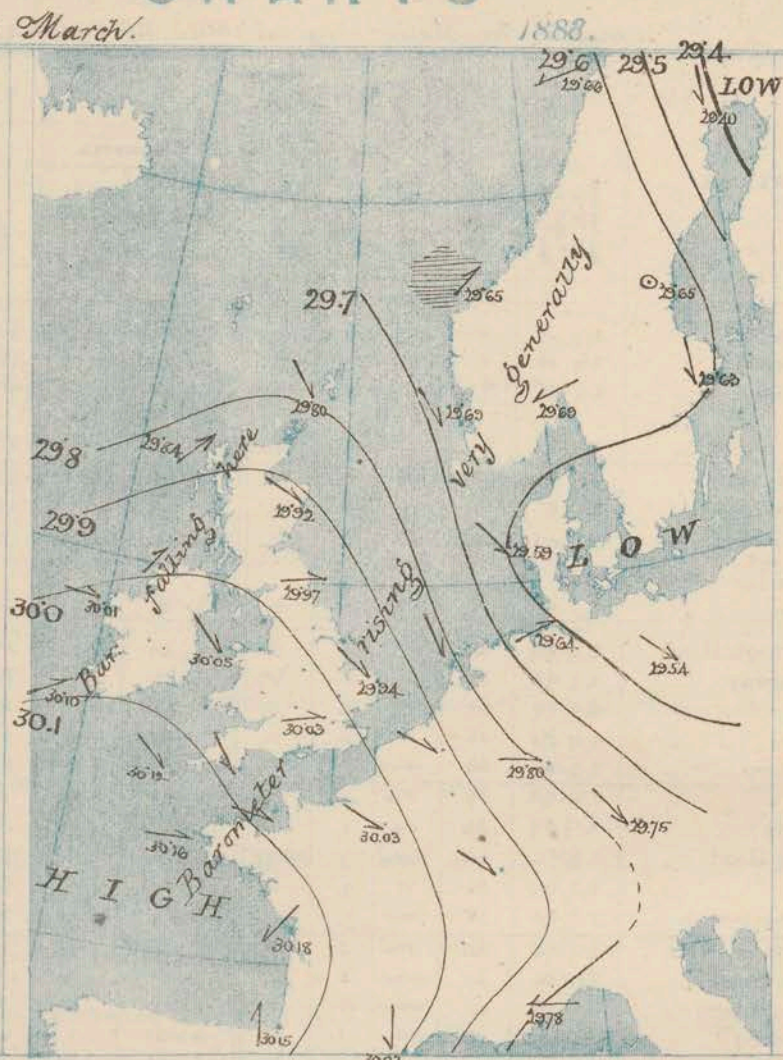 March. 1888.
29.6 29.5 29.4
29.66 LOW
29.40
29.7 29.65 29.65
generally
29.63
29.80 29.69 29.69
29.8 29.64 here very
29.9 29.92 29.59 LOW
falling 29.97 rising
30.0 30.01 Bar. 30.05 29.64 29.54
29.94
30.10
30.1 30.03
30.12 29.80
30.16 Barometer 30.03 29.75
HIGH
30.18
30.15 29.78